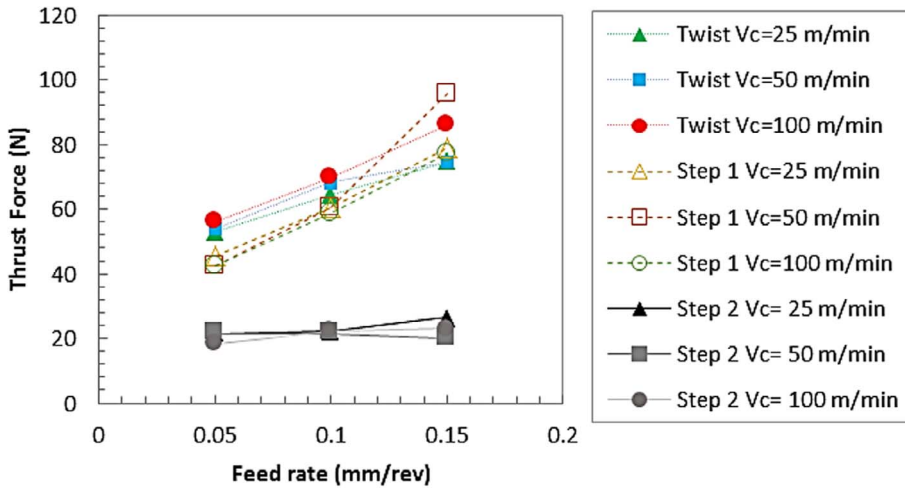 120
100
80
60
40
20
0
Thrust Force (N)
0 0.05 0.1 0.15 0.2
Feed rate (mm/rev)
Twist Vc=25 m/min
Twist Vc=50 m/min
Twist Vc=100 m/min
Step 1 Vc=25 m/min
Step 1 Vc=50 m/min
Step 1 Vc=100 m/min
Step 2 Vc= 25 m/min
Step 2 Vc= 50 m/min
Step 2 Vc= 100 m/min